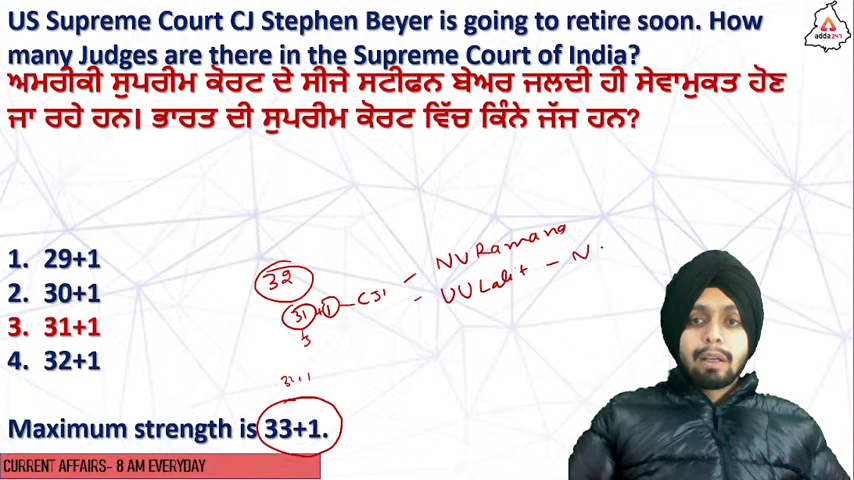 US Supreme Court CJ Stephen Beyer is going to retire soon. How
many Judges are there in the Supreme Court of India?
ਅਮਰੀਕੀ ਸੁਪਰੀਮ ਕੋਰਟ ਦੇ ਸੀਜੇ ਸਟੀਫਨ ਬੇਅਰ ਜਲਦੀ ਹੀ ਸੇਵਾਮੁਕਤ ਹੋਣ
ਜਾ ਰਹੇ ਹਨ। ਭਾਰਤ ਦੀ ਸੁਪਰੀਮ ਕੋਰਟ ਵਿੱਚ ਕਿੰਨੇ ਜੱਜ ਹਨ?
adda247
1. 29+1
2. 30+1
3. 31+1
4. 32+1
32
31+1 - CJI - NV Ramana
- UU Lalit - N.
Maximum strength is 33+1.
CURRENT AFFAIRS- 8 AM EVERYDAY